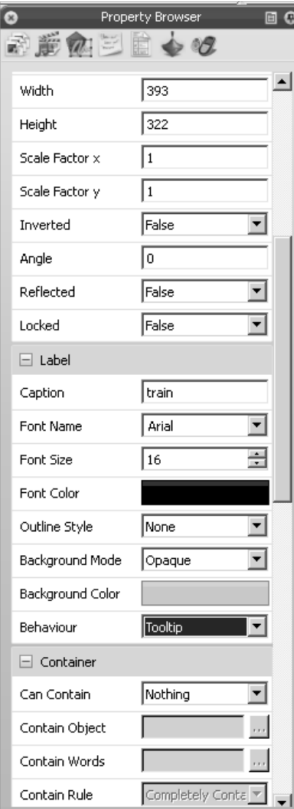 Property Browser
Width 393
Height 322
Scale Factor x 1
Scale Factor y 1
Inverted False
Angle 0
Reflected False
Locked False
Label
Caption train
Font Name Arial
Font Size 16
Font Color
Outline Style None
Background Mode Opaque
Background Color
Behaviour Tooltip
Container
Can Contain Nothing
Contain Object ...
Contain Words ...
Contain Rule Completely Conta